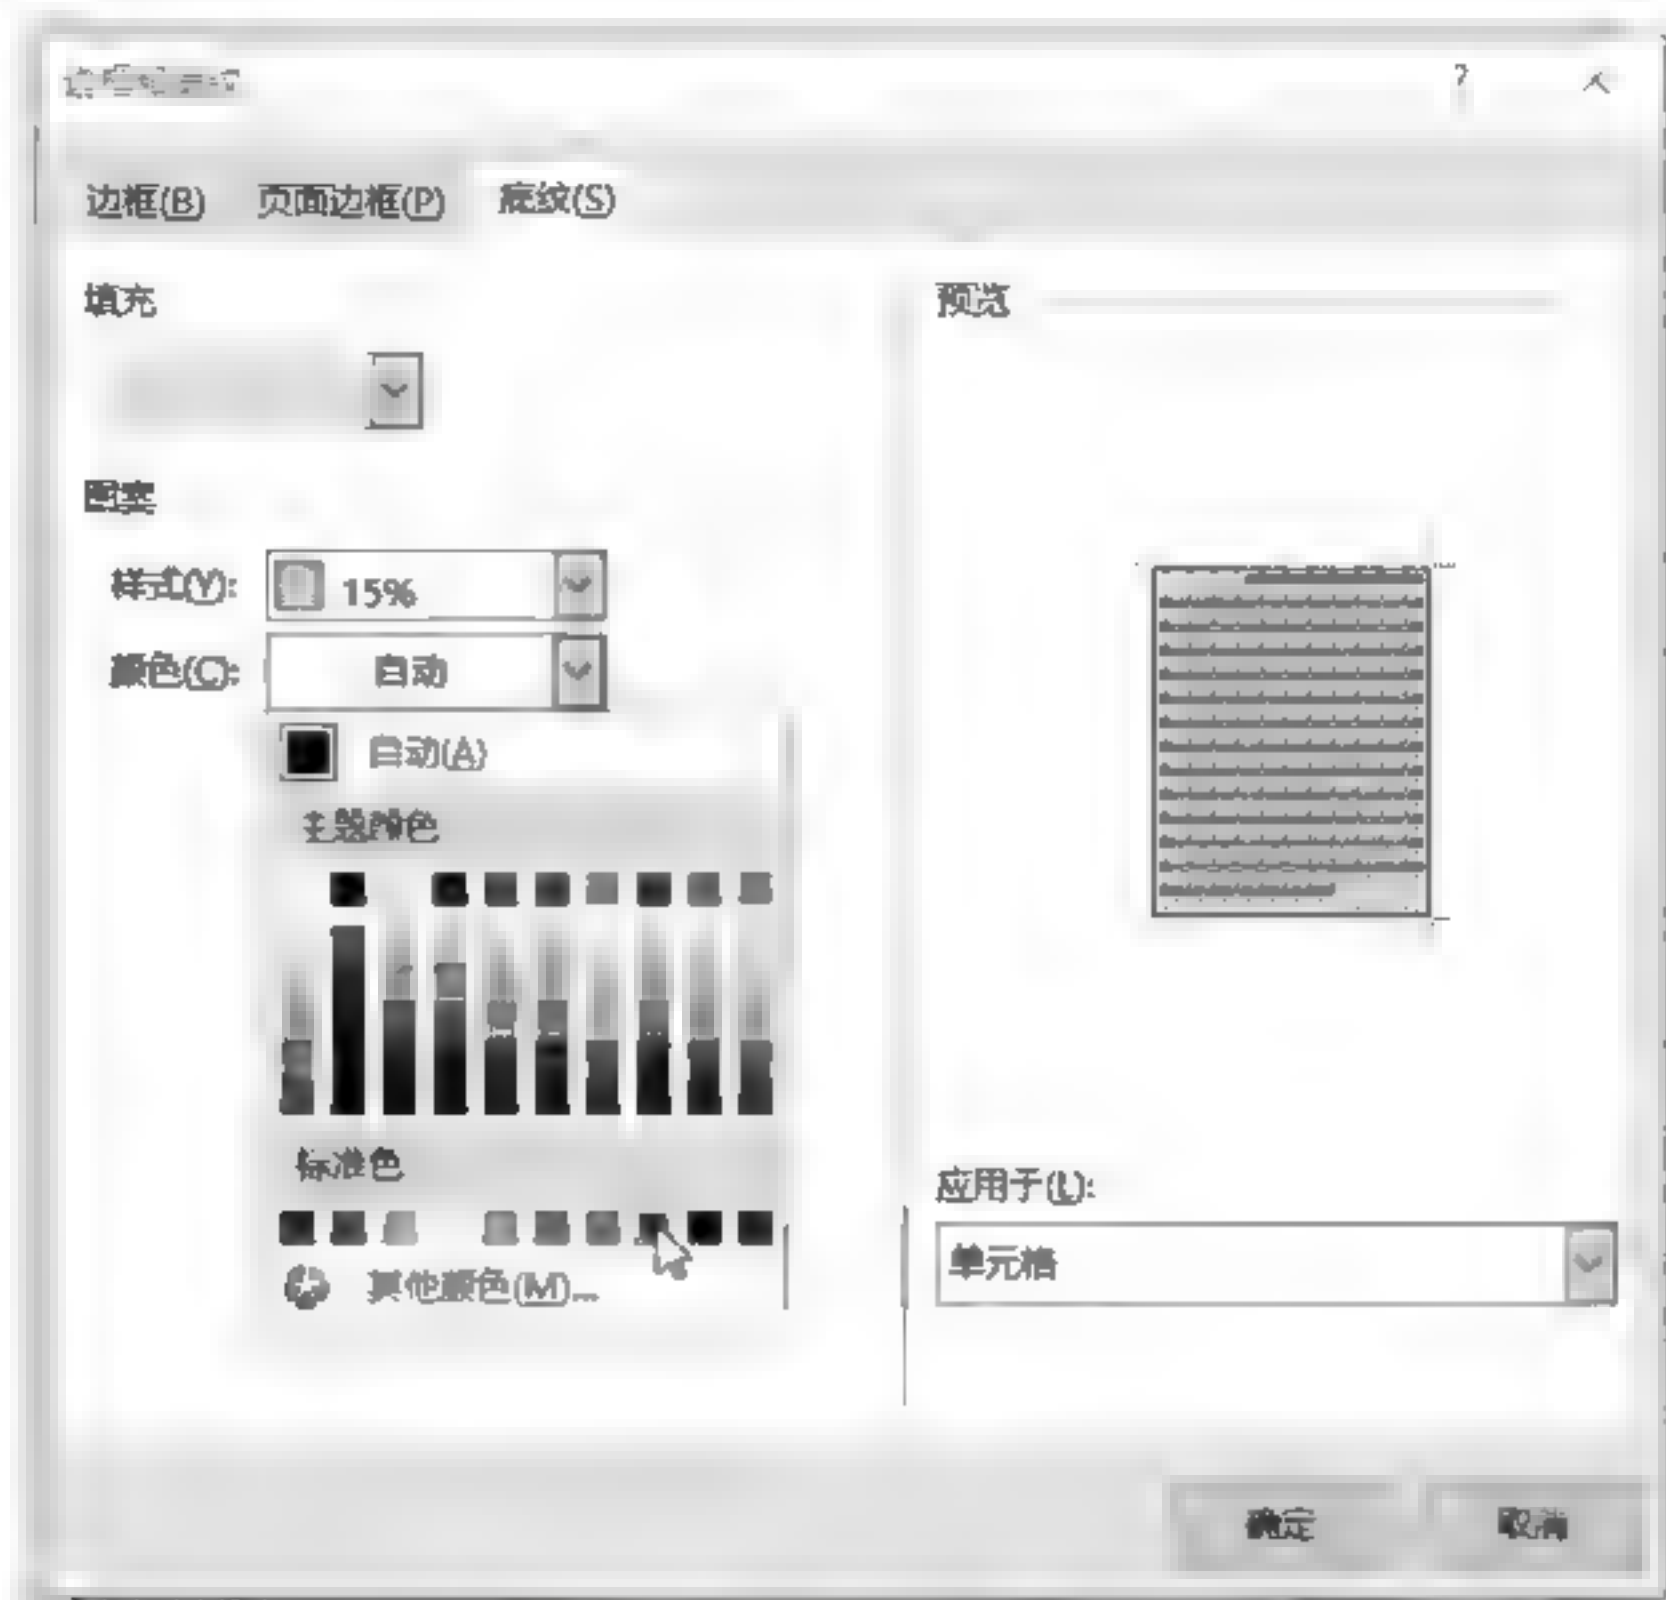 ?
边框(B) 页面边框(P) 底纹(S)
填充
预览
图案
样式(Y): 15%
颜色(C): 自动
自动(A)
主题颜色
标准色
其他颜色(M)...
应用于(L):
单元格
确定 取消